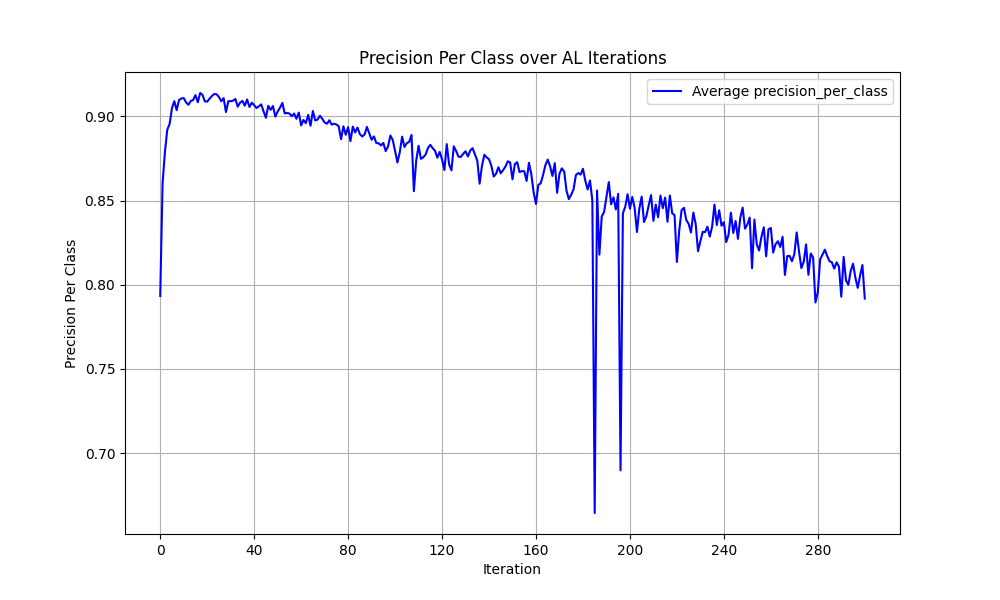 Precision Per Class over AL Iterations
Average precision_per_class
Precision Per Class
0.90
0.85
0.80
0.75
0.70
0 40 80 120 160 200 240 280
Iteration